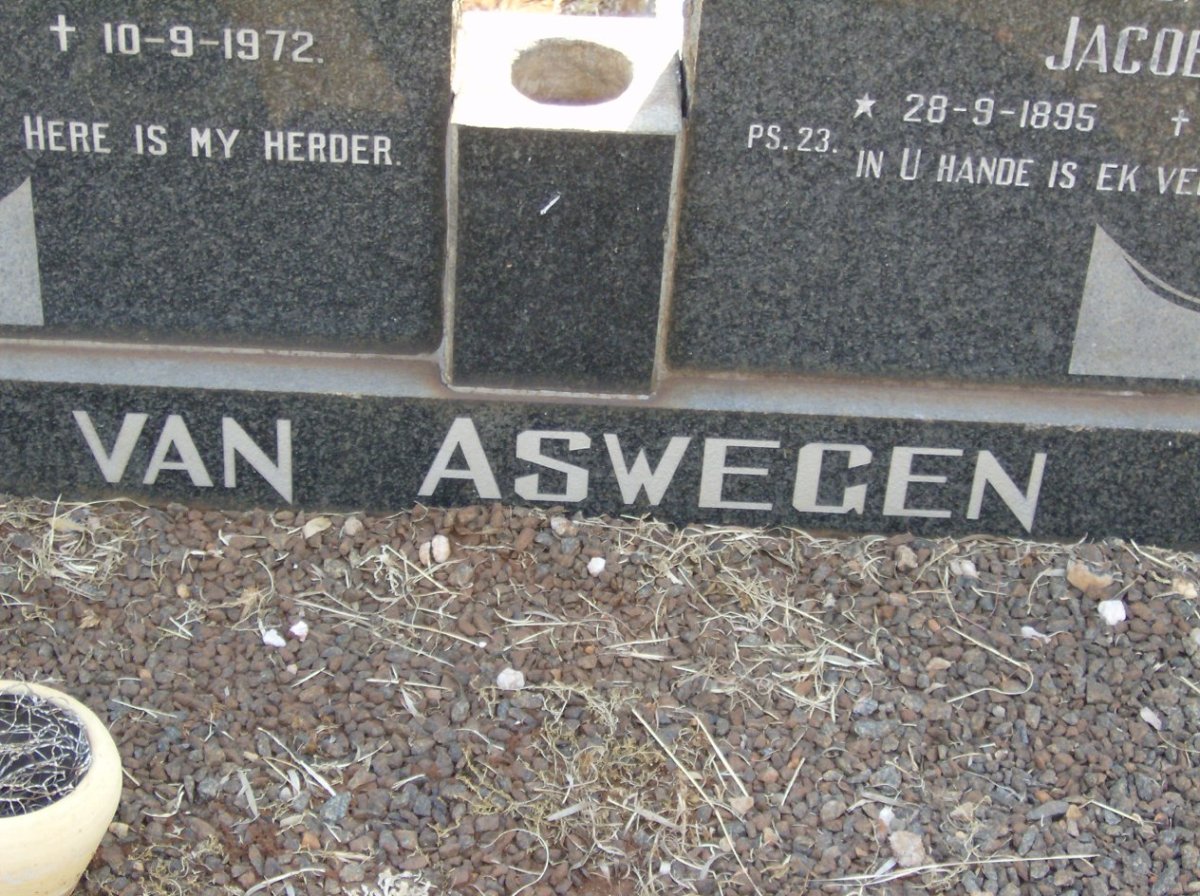 ✝ 10-9-1972.
HERE IS MY HERDER.
JACOB
★ 28-9-1895 ✝
PS. 23.
IN U HANDE IS EK
VAN ASWEGEN